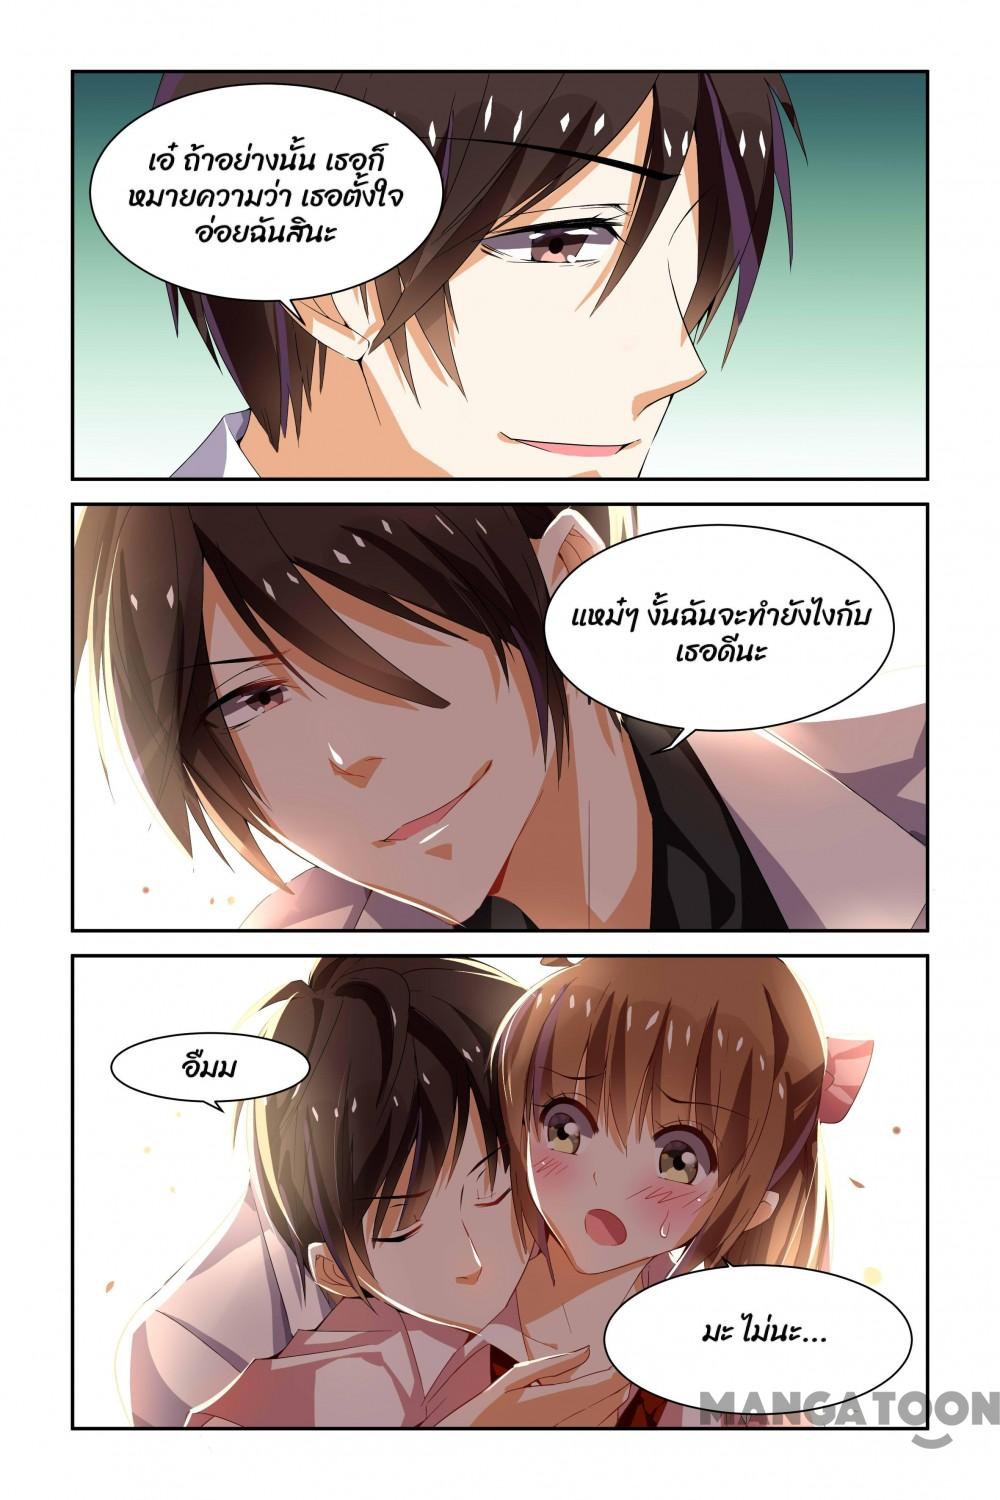 เอ๋ ถ้าอย่างนั้น เธอก็
หมายความว่า เธอตั้งใจ
อ่อยฉันสินะ
แหม๋ๆ งั้นฉันจะทำยังไงกับ
เธอดีนะ
อืมม
มะ ไม่นะ...
MANGATOON